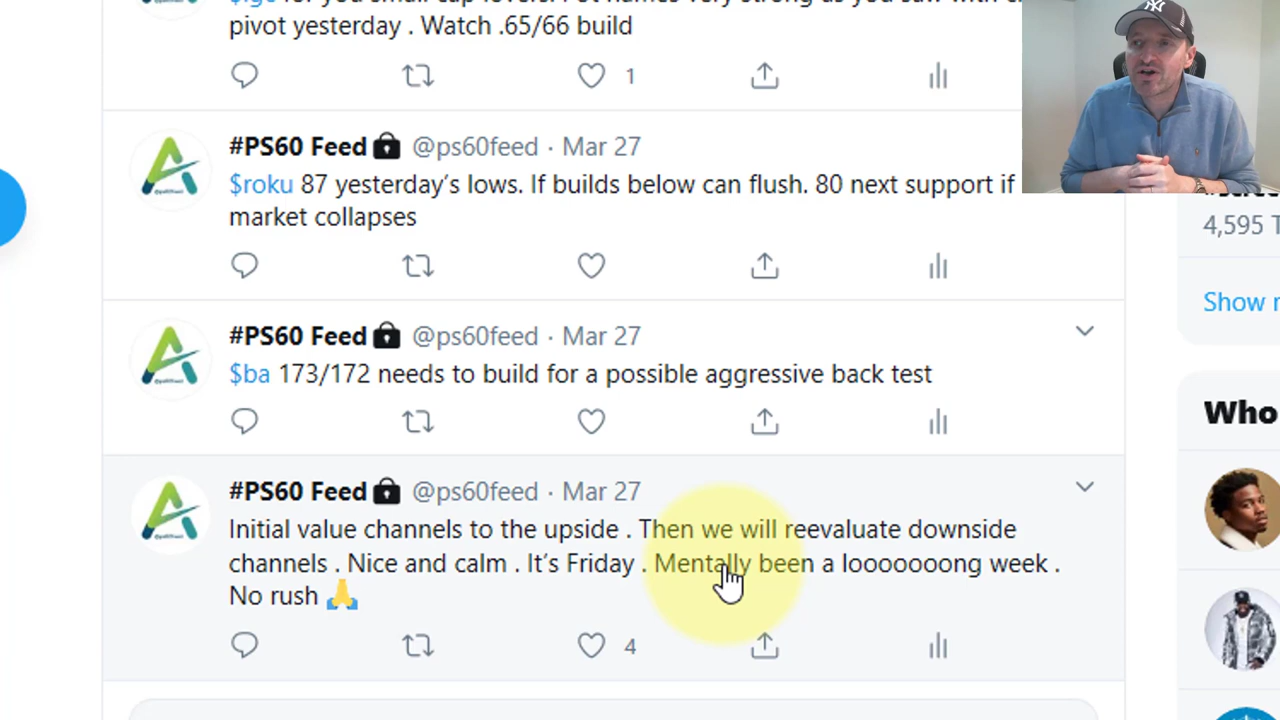 pivot yesterday . Watch .65/66 build
1
#PS60 Feed @ps60feed · Mar 27
$roku 87 yesterday's lows. If builds below can flush. 80 next support if
market collapses
4,595
Show
#PS60 Feed @ps60feed · Mar 27
$ba 173/172 needs to build for a possible aggressive back test
Who
#PS60 Feed @ps60feed · Mar 27
Initial value channels to the upside . Then we will reevaluate downside
channels . Nice and calm . It's Friday . Mentally been a looooooong week .
No rush 🙏
4